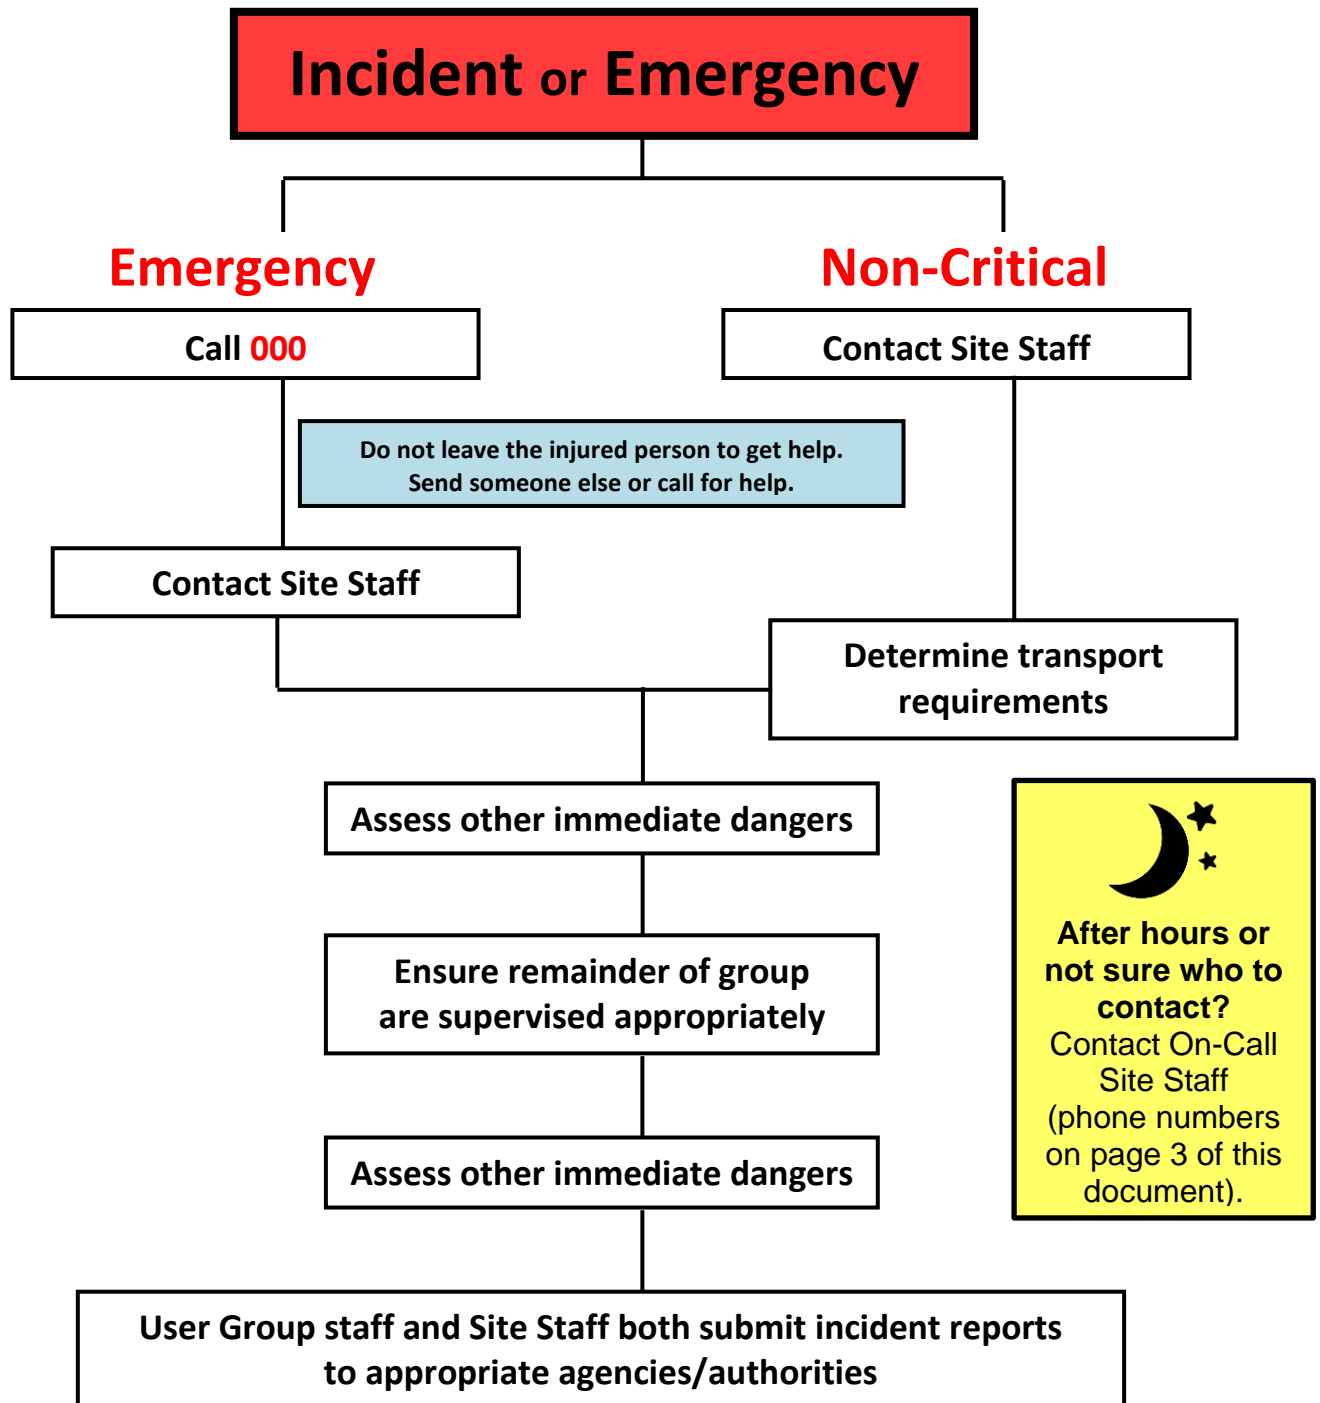 Incident or Emergency
Emergency
Non-Critical
Call 000
Contact Site Staff
Do not leave the injured person to get help.
Send someone else or call for help.
Contact Site Staff
Determine transport
requirements
Assess other immediate dangers
After hours or
not sure who to
contact?
Contact On-Call
Site Staff
(phone numbers
on page 3 of this
document).
Ensure remainder of group
are supervised appropriately
Assess other immediate dangers
User Group staff and Site Staff both submit incident reports
to appropriate agencies/authorities